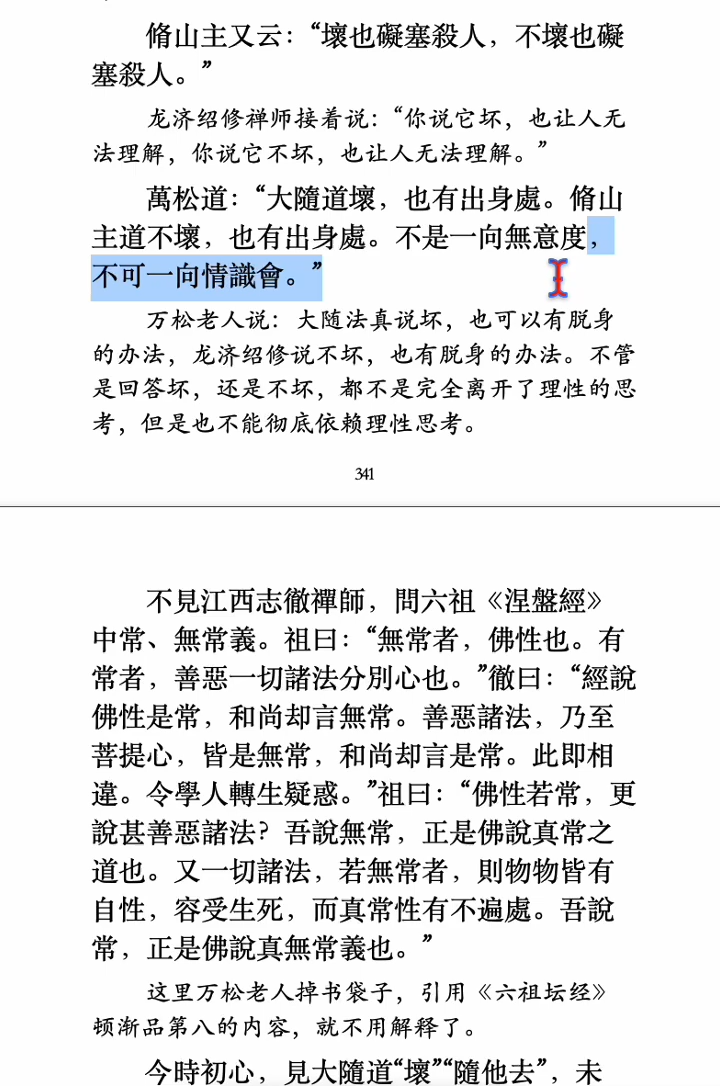 脩山主又云：“壞也礙塞殺人，不壞也礙
塞殺人。”
龙济绍修禅师接着说：“你说它坏，也让人无
法理解，你说它不坏，也让人无法理解。”
萬松道：“大隨道壞，也有出身處。脩山
主道不壞，也有出身處。不是一向無意度，
不可一向情識會。”
万松老人说：大随法真说坏，也可以有脱身
的办法，龙济绍修说不坏，也有脱身的办法。不管
是回答坏，还是不坏，都不是完全离开了理性的思
考，但是也不能彻底依赖理性思考。
341
不見江西志徹禪師，問六祖《涅盤經》
中常、無常義。祖曰：“無常者，佛性也。有
常者，善惡一切諸法分別心也。”徹曰：“經說
佛性是常，和尚却言無常。善惡諸法，乃至
菩提心，皆是無常，和尚却言是常。此即相
違。令學人轉生疑惑。”祖曰：“佛性若常，更
說甚善惡諸法？吾說無常，正是佛說真常之
道也。又一切諸法，若無常者，則物物皆有
自性，容受生死，而真常性有不遍處。吾說
常，正是佛說真無常義也。”
这里万松老人掉书袋子，引用《六祖坛经》
顿渐品第八的内容，就不用解释了。
今時初心，見大隨道“壞”“隨他去”，未